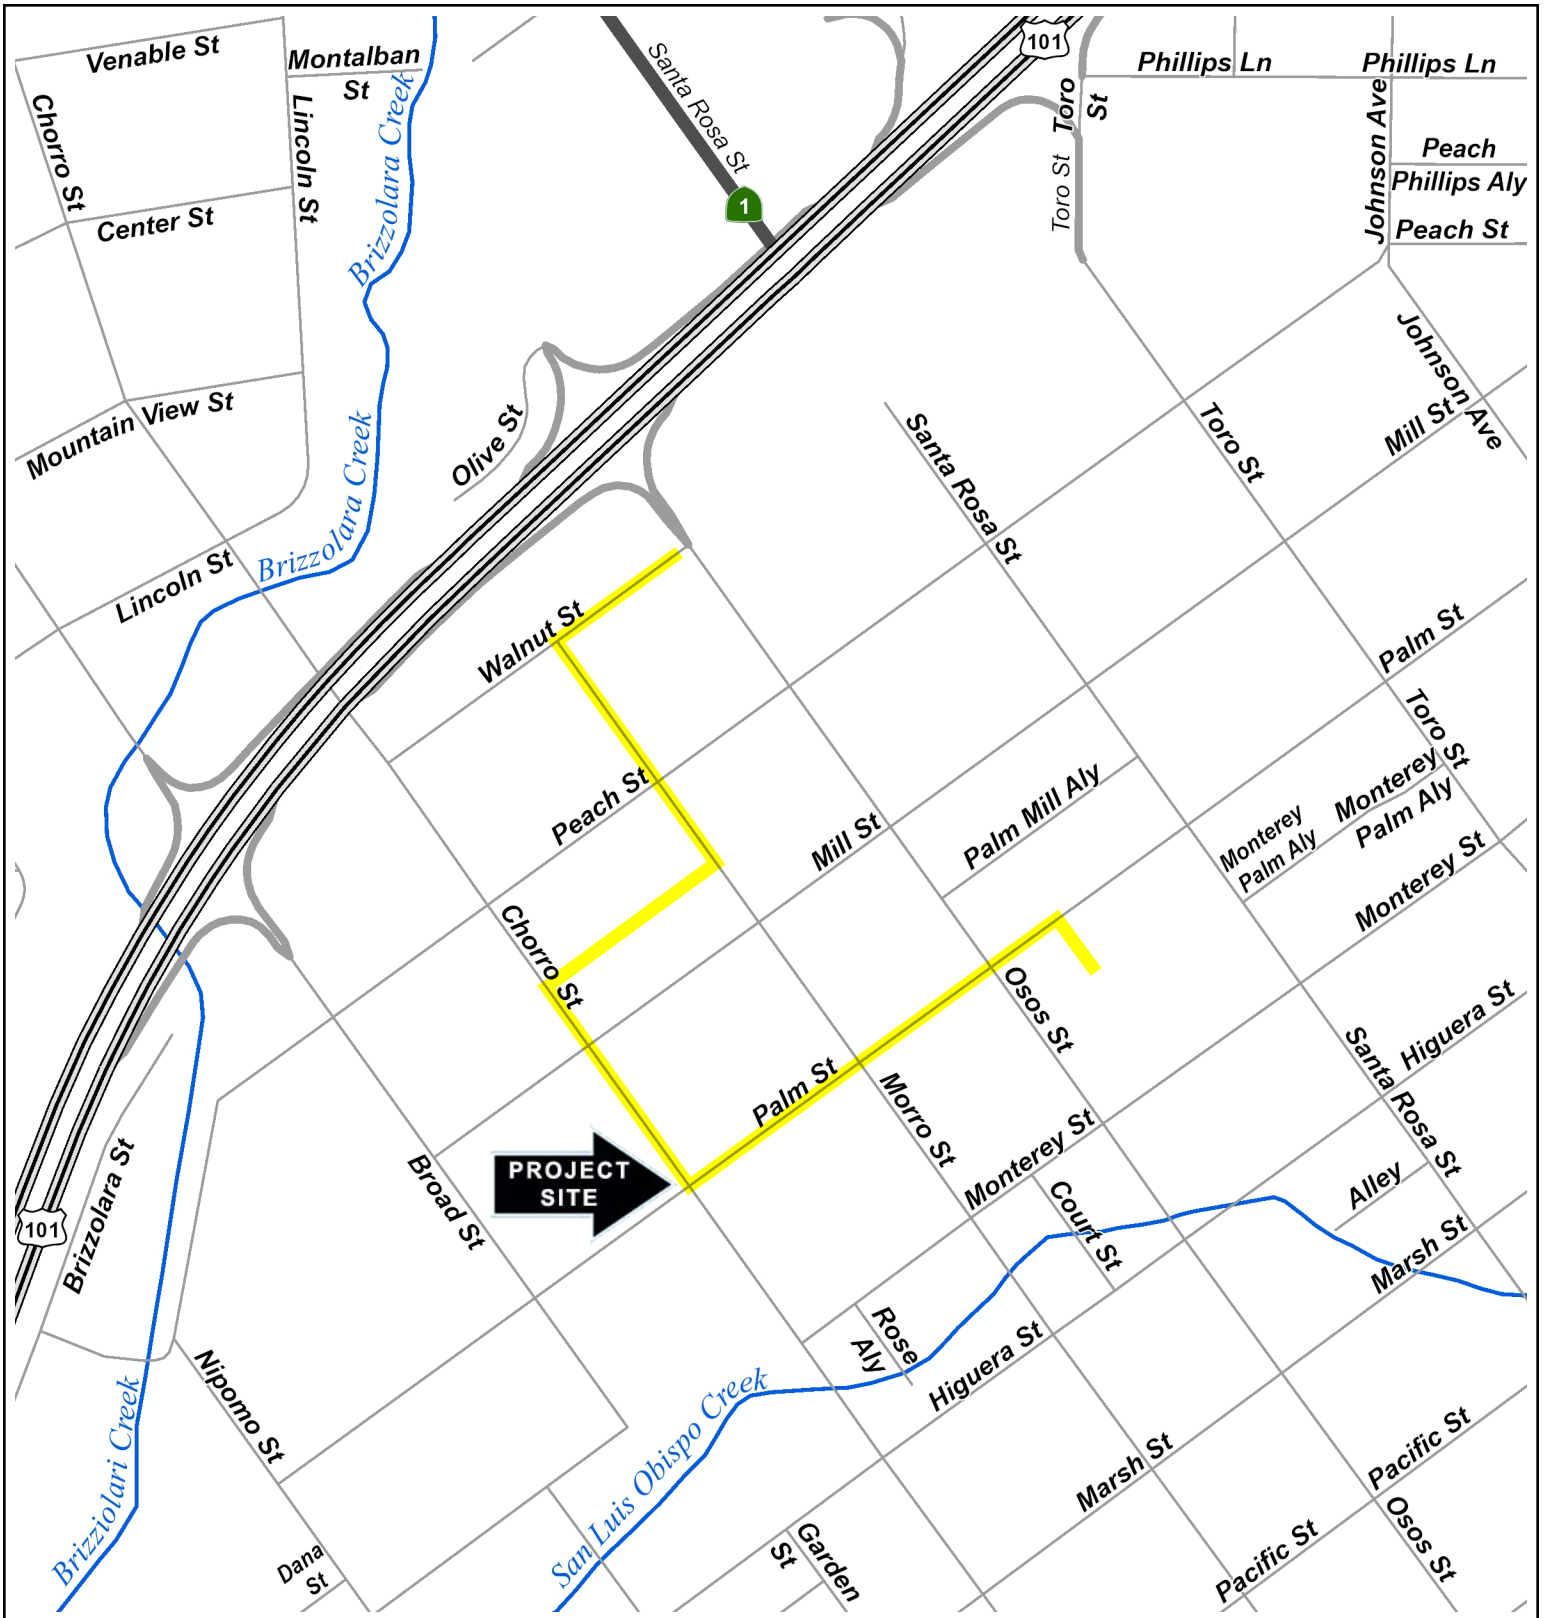 Venable St
Montalban
St
Chorro St
Lincoln St
Brizzolara Creek
Center St
Mountain View St
Brizzolara Creek
Lincoln St
Santa Rosa St
1
101
Toro
St
Toro St
Phillips Ln
Phillips Ln
Johnson Ave
Peach
Phillips Aly
Peach St
Johnson Ave
Mill St
Olive St
Santa Rosa St
Toro St
Walnut St
Palm St
Toro St
Peach St
Mill St
Palm Mill Aly
Monterey
Palm Aly
Monterey
Palm Aly
Monterey St
Chorro St
Osos St
Higuera St
Santa Rosa St
Palm St
Morro St
Monterey St
Court St
Alley
Marsh St
PROJECT
SITE
Broad St
Brizzolara St
101
Rose
Aly
Higuera St
Nipomo St
San Luis Obispo Creek
Brizziolari Creek
Marsh St
Pacific St
Osos St
Pacific St
Garden
St
Dana
St